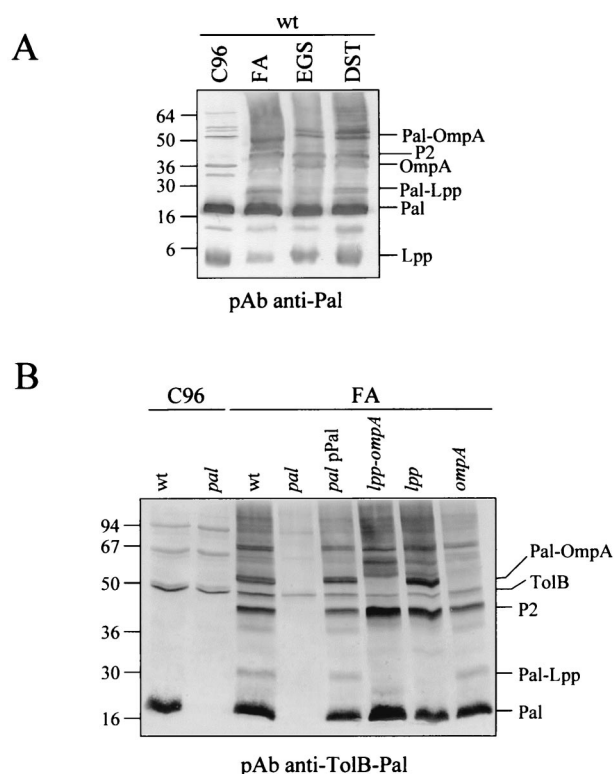 A
wt
C96 FA EGS DST
64
50
36
30
16
6
Pal-OmpA
P2
OmpA
Pal-Lpp
Pal
Lpp
pAb anti-Pal
B
C96 FA
wt pal wt pal pal pPal lpp-ompA lpp ompA
94
67
50
36
30
16
Pal-OmpA
TolB
P2
Pal-Lpp
Pal
pAb anti-TolB-Pal